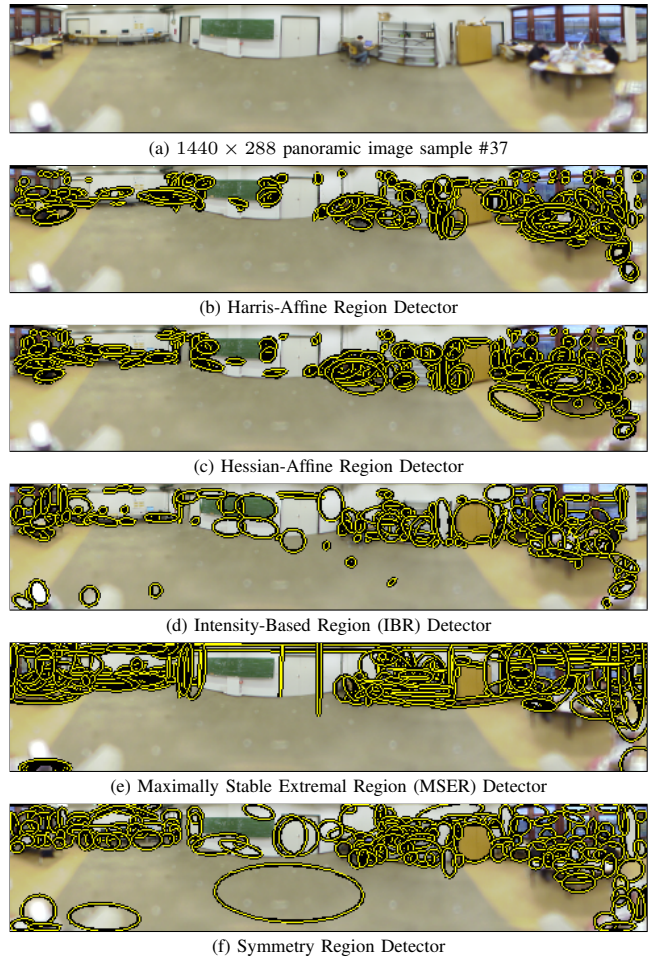 (a) 1440 × 288 panoramic image sample #37
(b) Harris-Affine Region Detector
(c) Hessian-Affine Region Detector
(d) Intensity-Based Region (IBR) Detector
(e) Maximally Stable Extremal Region (MSER) Detector
(f) Symmetry Region Detector